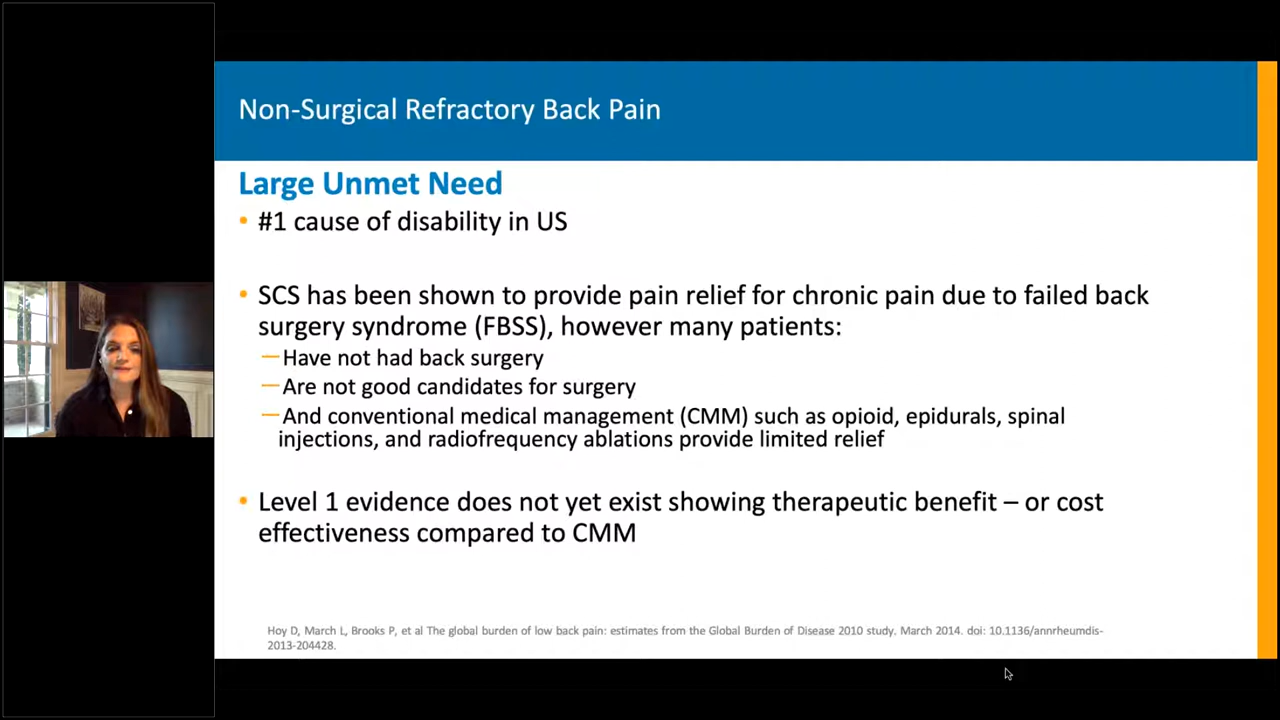 Non-Surgical Refractory Back Pain
Large Unmet Need
• #1 cause of disability in US
• SCS has been shown to provide pain relief for chronic pain due to failed back
surgery syndrome (FBSS), however many patients:
—Have not had back surgery
—Are not good candidates for surgery
—And conventional medical management (CMM) such as opioid, epidurals, spinal
injections, and radiofrequency ablations provide limited relief
• Level 1 evidence does not yet exist showing therapeutic benefit – or cost
effectiveness compared to CMM
Hoy D, March L, Brooks P, et al The global burden of low back pain: estimates from the Global Burden of Disease 2010 study. March 2014. doi: 10.1136/annrheumdis-
2013-204428.